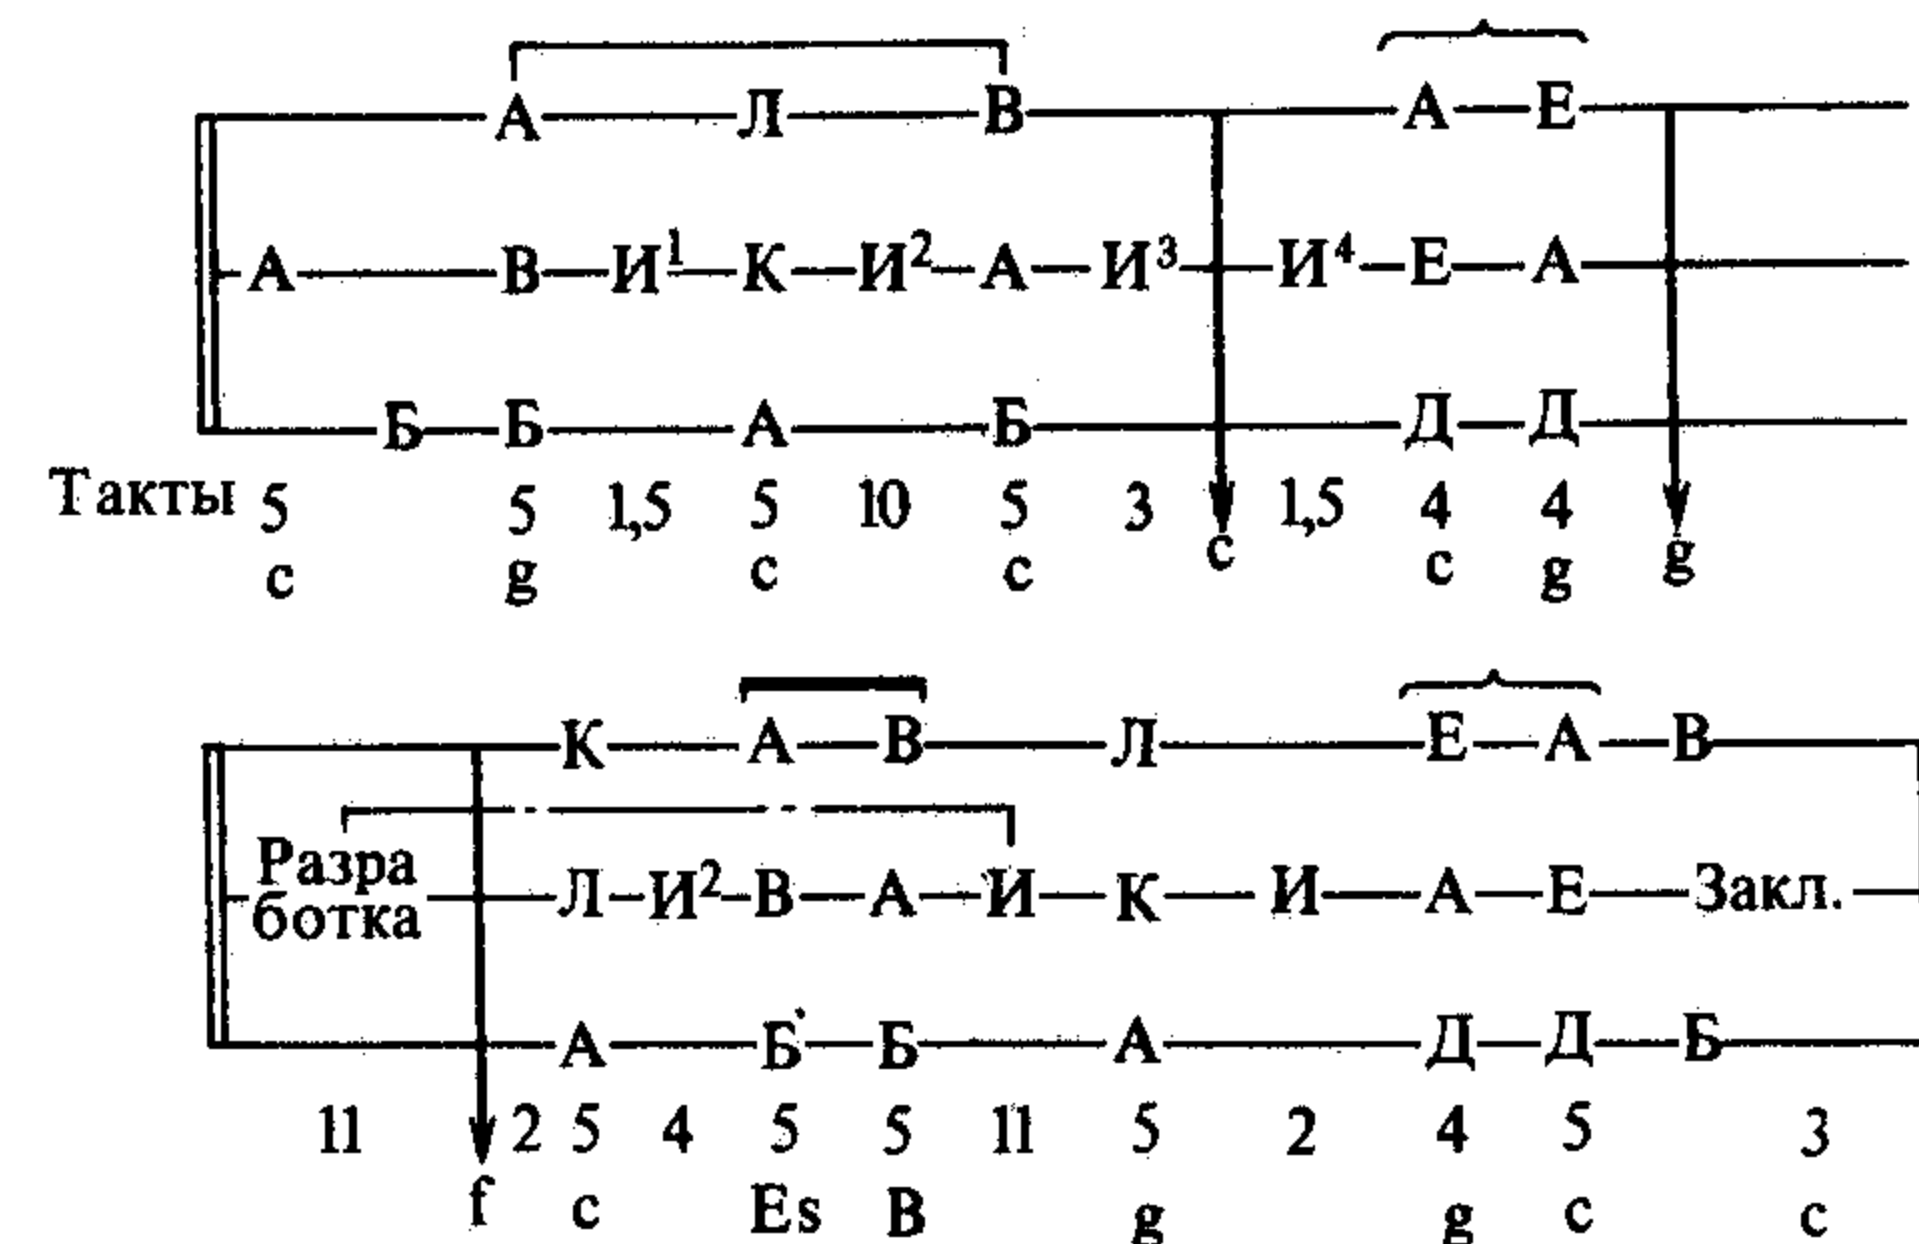 А Л В А Е
А В И¹ К И² А И³ И⁴ Е А
Б Б А Б Д Д
Такты 5 5 1,5 5 10 5 3 1,5 4 4
c g c c c c g g
К А В Л Е А В
Разра
ботка
Л И² В А И К И А Е Закл.
А Б Б А Д Д Б
11 2 5 4 5 5 11 5 2 4 5 3
f c Es B g g c c